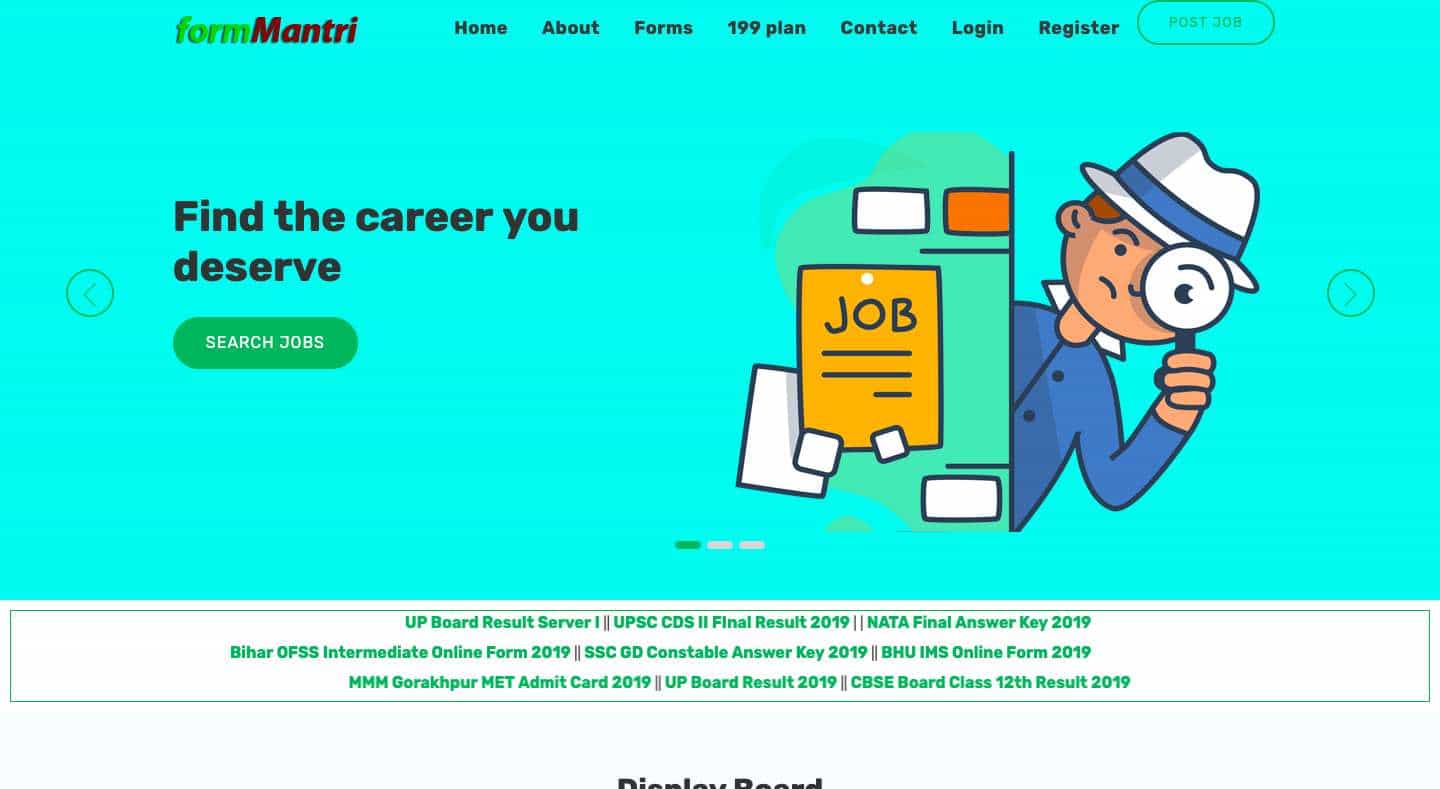 formMantri
Home About Forms 199 plan Contact Login Register POST JOB
Find the career you
deserve
SEARCH JOBS
JOB
UP Board Result Server I || UPSC CDS II FInal Result 2019 | | NATA Final Answer Key 2019
Bihar OFSS Intermediate Online Form 2019 || SSC GD Constable Answer Key 2019 || BHU IMS Online Form 2019
MMM Gorakhpur MET Admit Card 2019 || UP Board Result 2019 || CBSE Board Class 12th Result 2019
Display Board